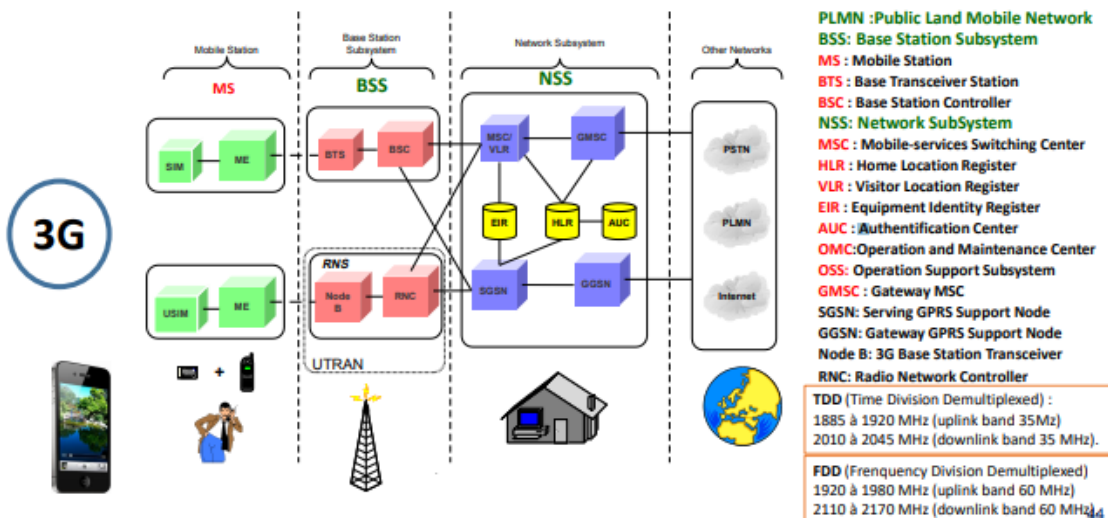 3G
Mobile Station
MS
Base Station
Subsystem
BSS
Network Subsystem
NSS
Other Networks
SIM
ME
BTS
BSC
MSC/
VLR
GMSC
PSTN
EIR
HLR
AUC
PLMN
USIM
ME
RNS
Node
B
RNC
UTRAN
SGSN
GGSN
Internet
+
PLMN :Public Land Mobile Network
BSS: Base Station Subsystem
MS : Mobile Station
BTS : Base Transceiver Station
BSC : Base Station Controller
NSS: Network SubSystem
MSC : Mobile-services Switching Center
HLR : Home Location Register
VLR : Visitor Location Register
EIR : Equipment Identity Register
AUC : Authentification Center
OMC:Operation and Maintenance Center
OSS: Operation Support Subsystem
GMSC : Gateway MSC
SGSN: Serving GPRS Support Node
GGSN: Gateway GPRS Support Node
Node B: 3G Base Station Transceiver
RNC: Radio Network Controller
TDD (Time Division Demultiplexed) :
1885 à 1920 MHz (uplink band 35Mz)
2010 à 2045 MHz (downlink band 35 MHz).
FDD (Frenquency Division Demultiplexed)
1920 à 1980 MHz (uplink band 60 MHz)
2110 à 2170 MHz (downlink band 60 MHz)
44